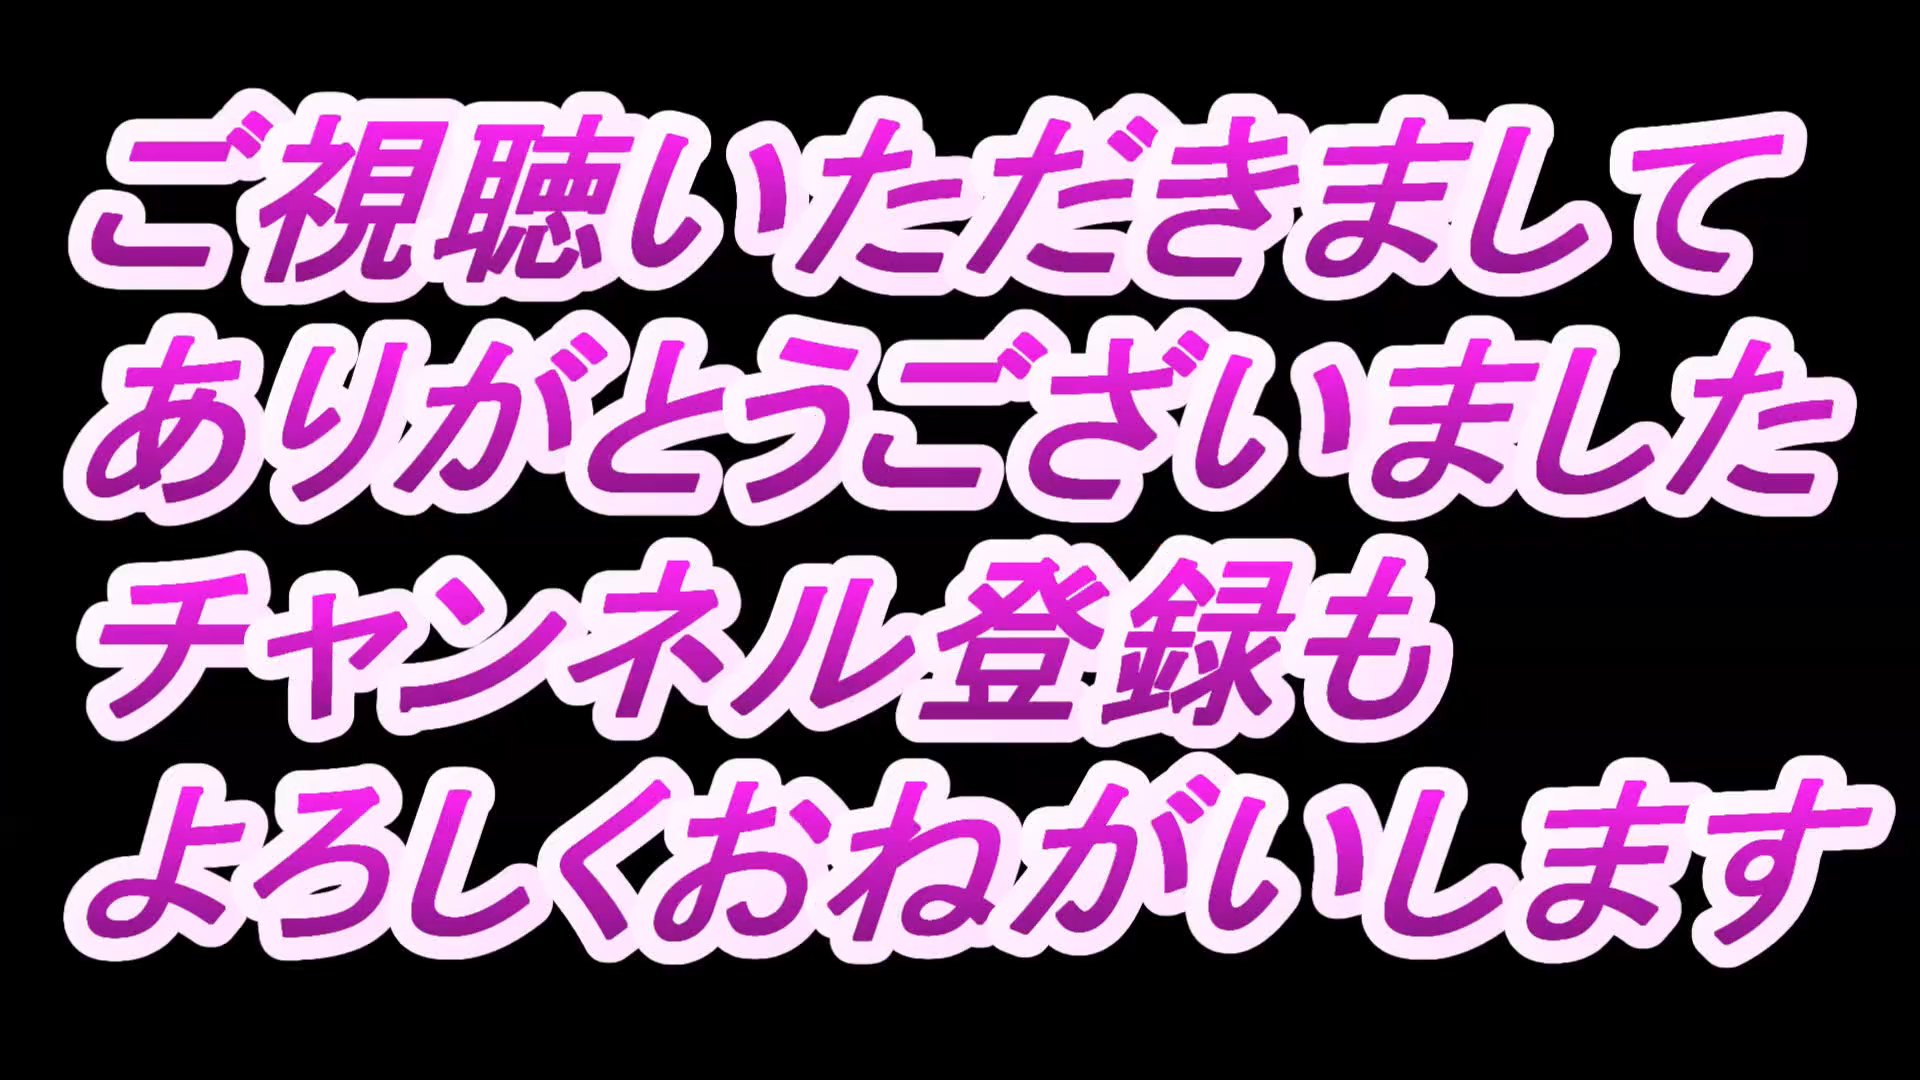 ご視聴いただきまして
ありがとうございました
チャンネル登録も
よろしくおねがいします